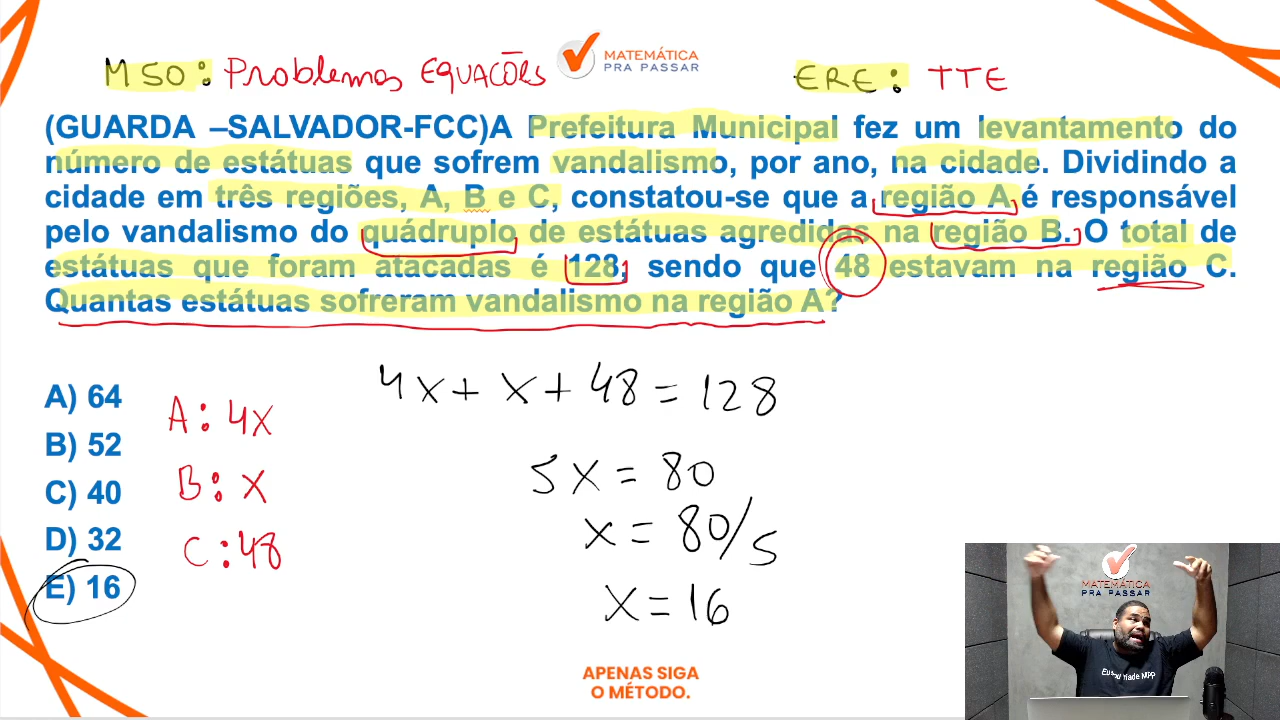 MSO: Problemas EQUAÇÕES
MATEMÁTICA
PRA PASSAR
ERE: TTE
(GUARDA –SALVADOR-FCC)A Prefeitura Municipal fez um levantamento do
número de estátuas que sofrem vandalismo, por ano, na cidade. Dividindo a
cidade em três regiões, A, B e C, constatou-se que a região A é responsável
pelo vandalismo do quádruplo de estátuas agredidas na região B. O total de
estátuas que foram atacadas é 128, sendo que 48 estavam na região C.
Quantas estátuas sofreram vandalismo na região A?
A) 64
B) 52
C) 40
D) 32
E) 16
A: 4x
B: x
C: 48
4x + x + 48 = 128
5x = 80
x = 80/5
x = 16
MATEMÁTICA
PRA PASSAR
APENAS SIGA
O MÉTODO.